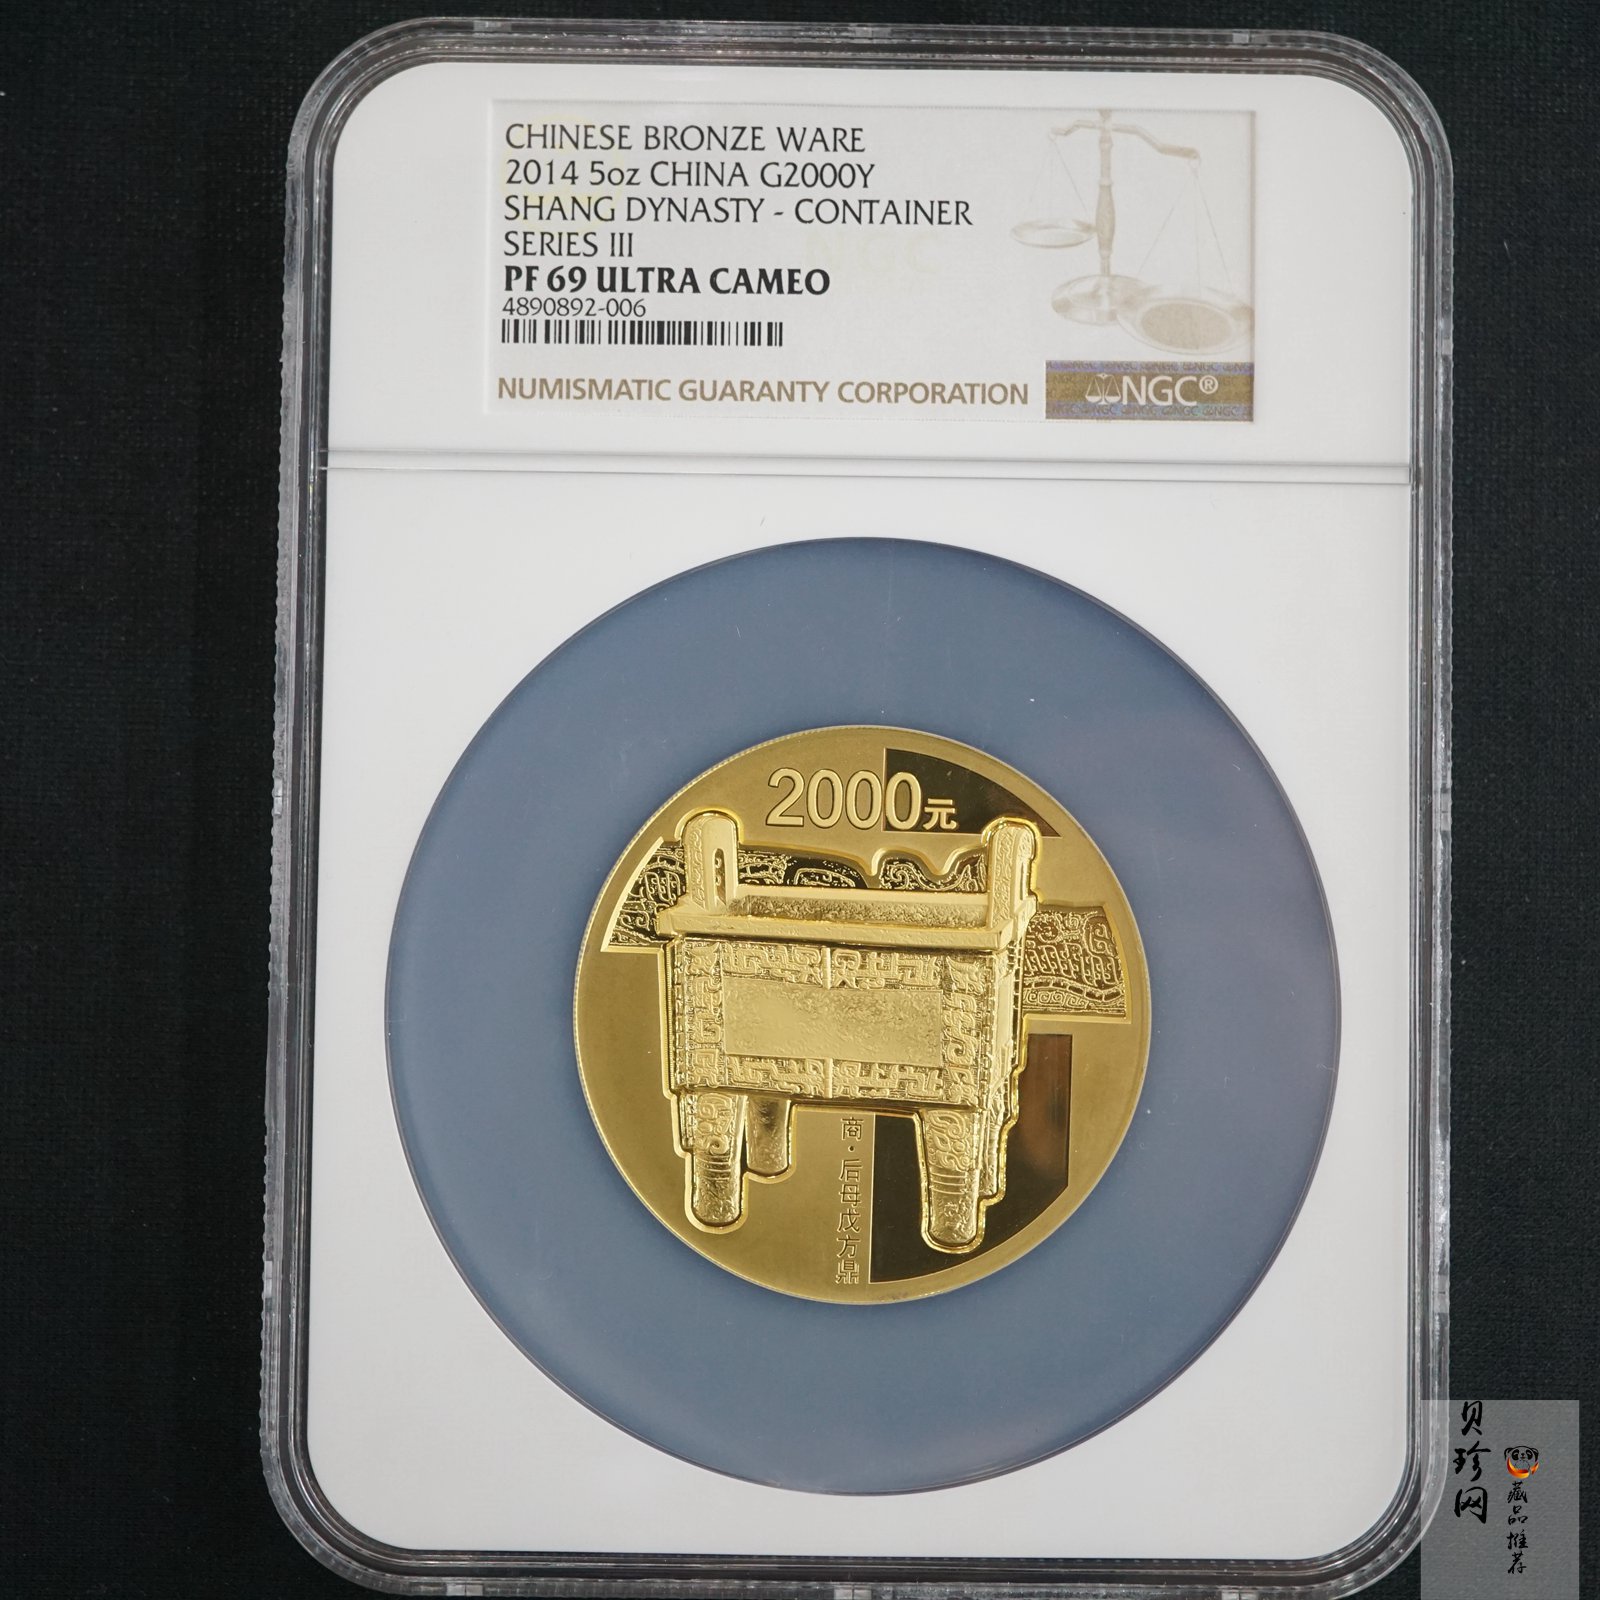 CHINESE BRONZE WARE
2014 5oz CHINA G2000Y
SHANG DYNASTY - CONTAINER
SERIES III
PF 69 ULTRA CAMEO
4890892-006
NUMISMATIC GUARANTY CORPORATION
NGC®
2000元
商·后母戊方鼎
贝珍网
藏品推荐